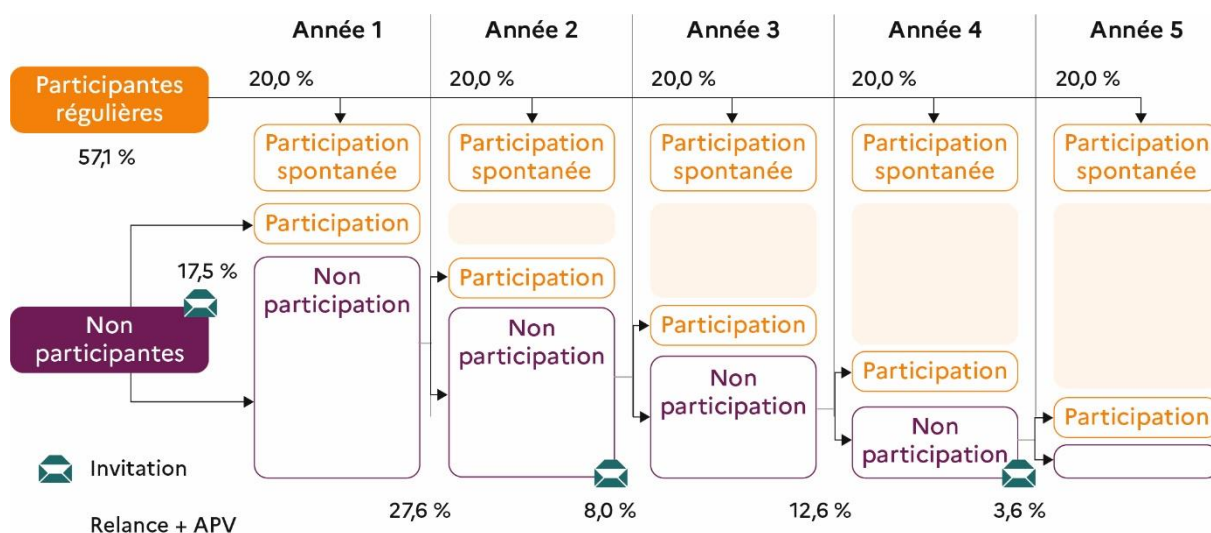 Année 1
Année 2
Année 3
Année 4
Année 5
Participantes
régulières
57,1 %
20,0 %
20,0 %
20,0 %
20,0 %
20,0 %
Participation
spontanée
Participation
spontanée
Participation
spontanée
Participation
spontanée
Participation
spontanée
Participation
17,5 %
Non
participantes
Non
participation
Participation
Non
participation
Participation
Non
participation
Participation
Non
participation
Participation
Invitation
Relance + APV
27,6 %
8,0 %
12,6 %
3,6 %